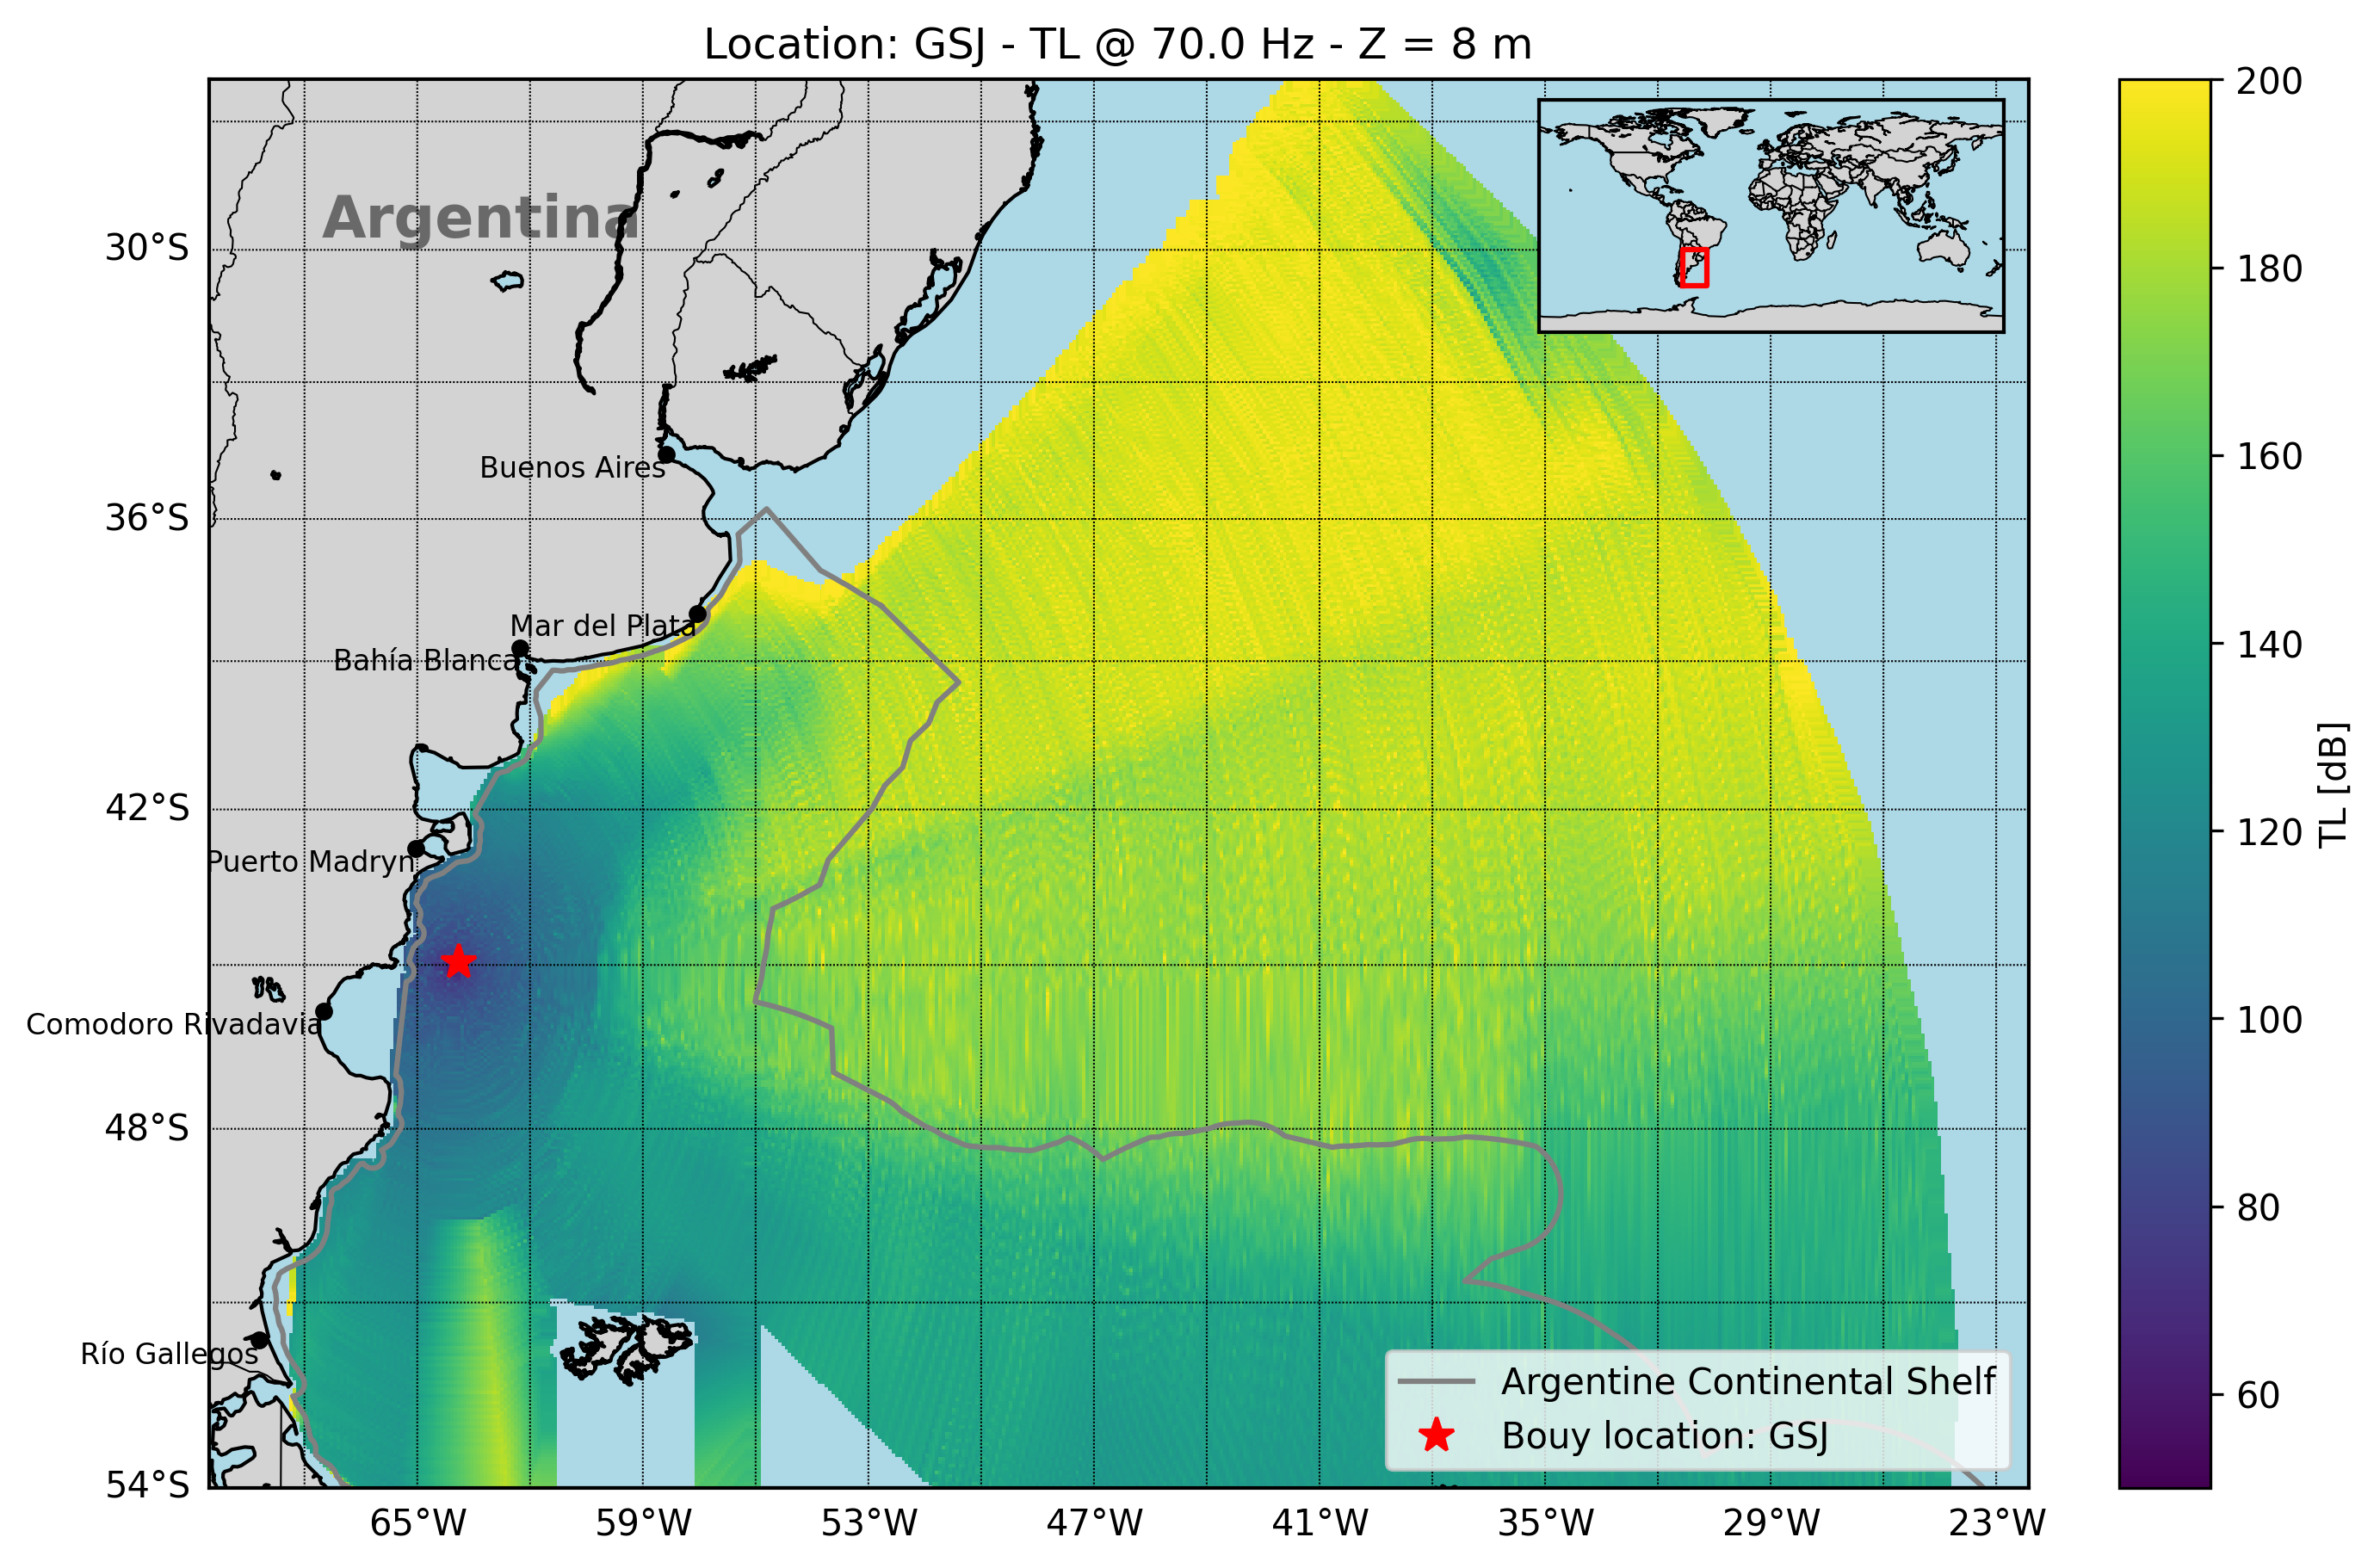 Location: GSJ - TL @ 70.0 Hz - Z = 8 m
Argentina
Buenos Aires
Mar del Plata
Bahía Blanca
Puerto Madryn
Comodoro Rivadavia
Río Gallegos
30°S
36°S
42°S
48°S
54°S
65°W
59°W
53°W
47°W
41°W
35°W
29°W
23°W
Argentine Continental Shelf
Bouy location: GSJ
200
180
160
140
120
100
80
60
TL [dB]